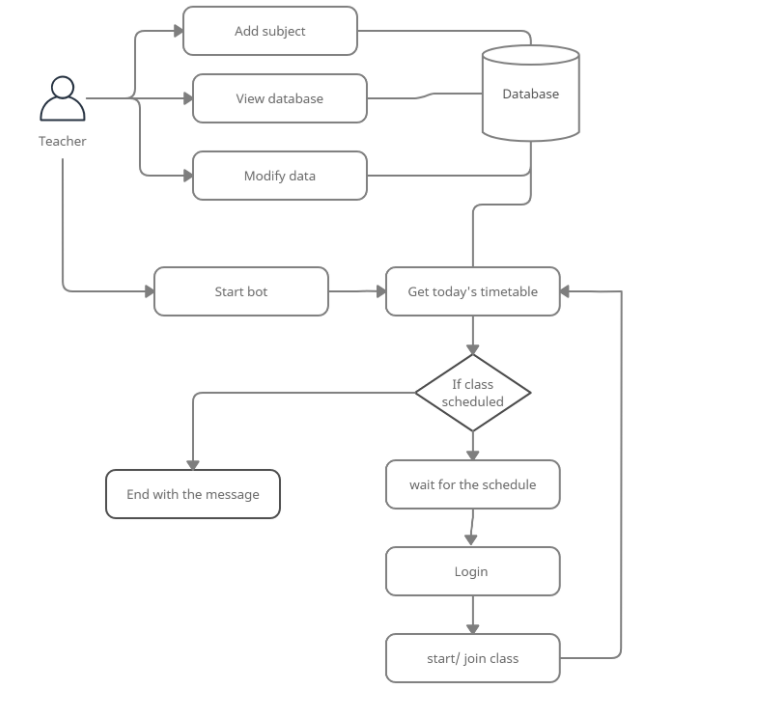 Add subject
View database
Database
Teacher
Modify data
Start bot
Get today's timetable
If class
scheduled
wait for the schedule
End with the message
Login
start/ join class